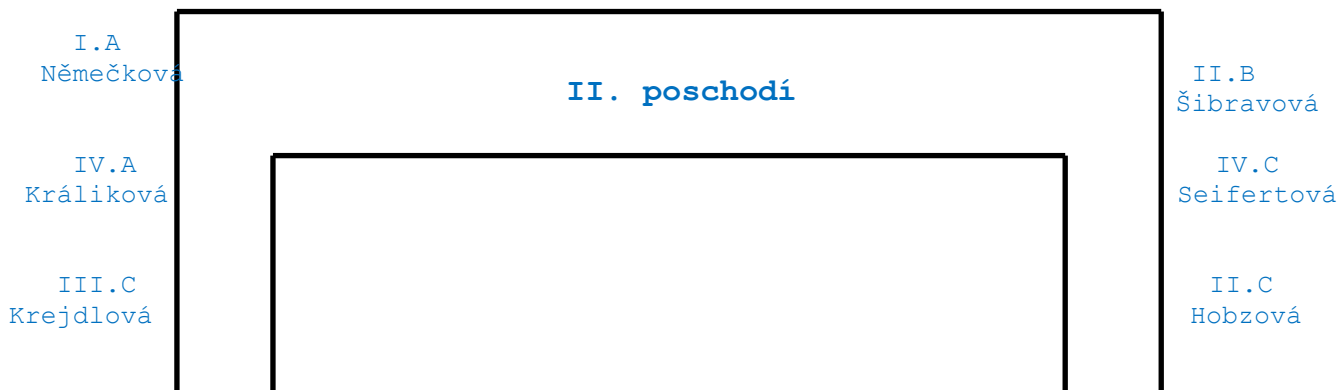 I.A
Němečková
II. poschodí
II.B
Šibravová
IV.A
Králiková
IV.C
Seifertová
III.C
Krejdlová
II.C
Hobzová